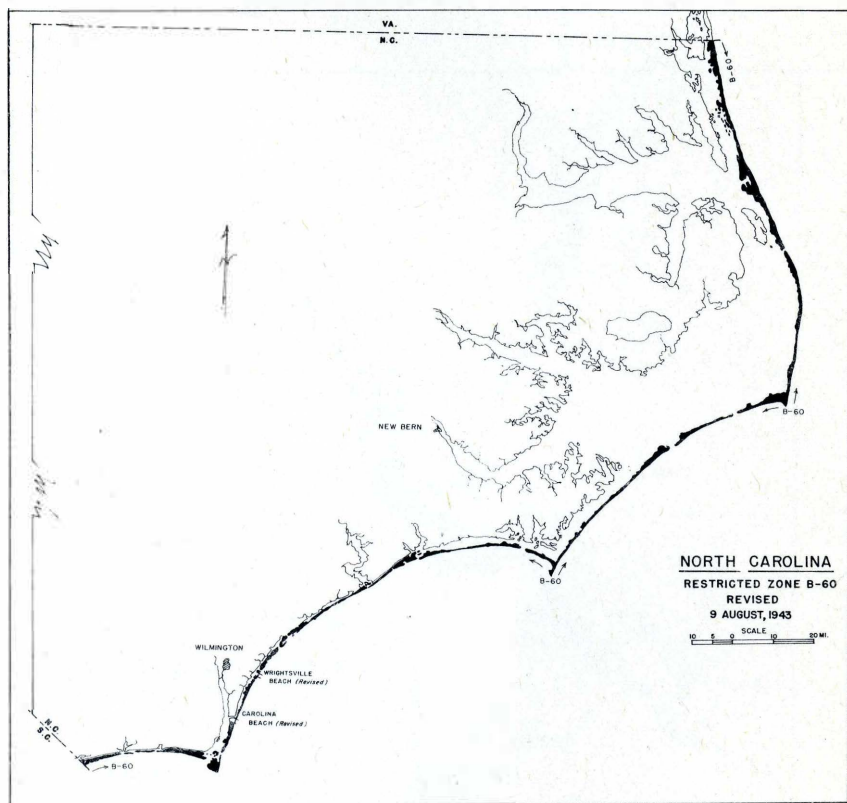 VA.
N.C.
B-60
NEW BERN
B-60
B-60
NORTH CAROLINA
RESTRICTED ZONE B-60
REVISED
9 AUGUST, 1943
SCALE
10 5 0 10 20 MI.
WILMINGTON
WRIGHTSVILLE
BEACH (Revised)
CAROLINA
BEACH (Revised)
N.C.
S.C.
B-60